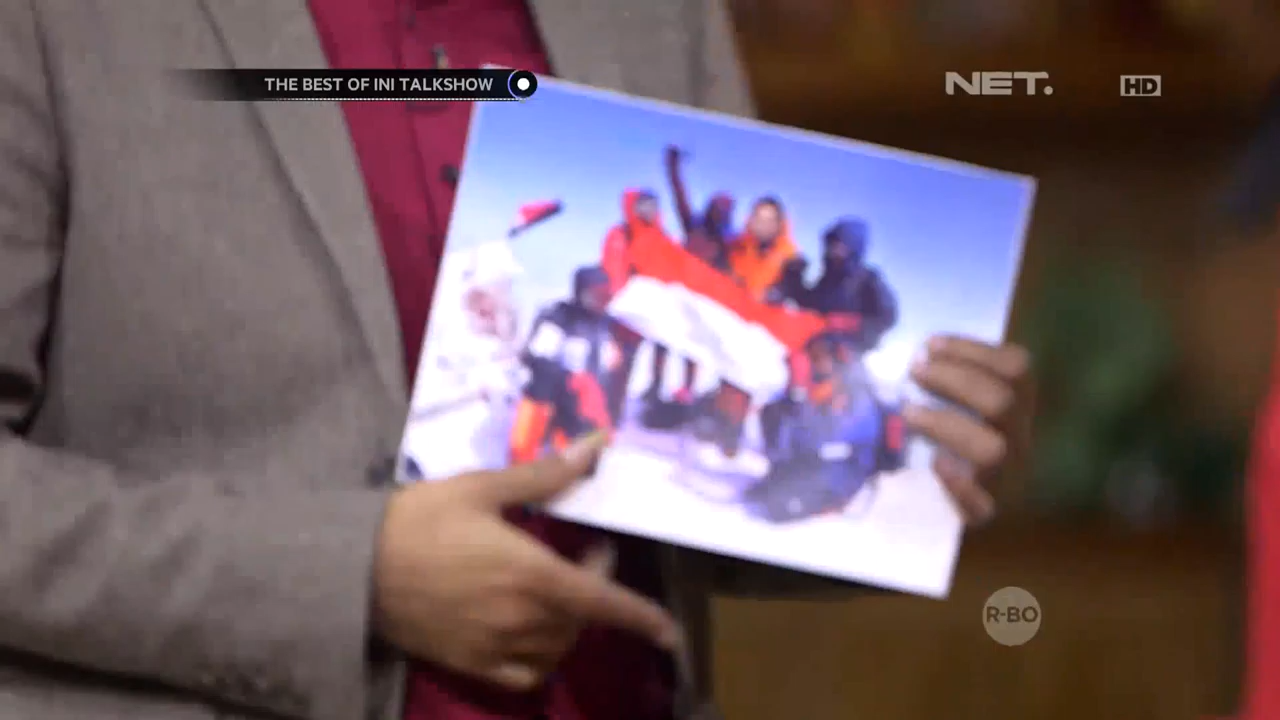 THE BEST OF INI TALKSHOW
NET.
HD
R-BO